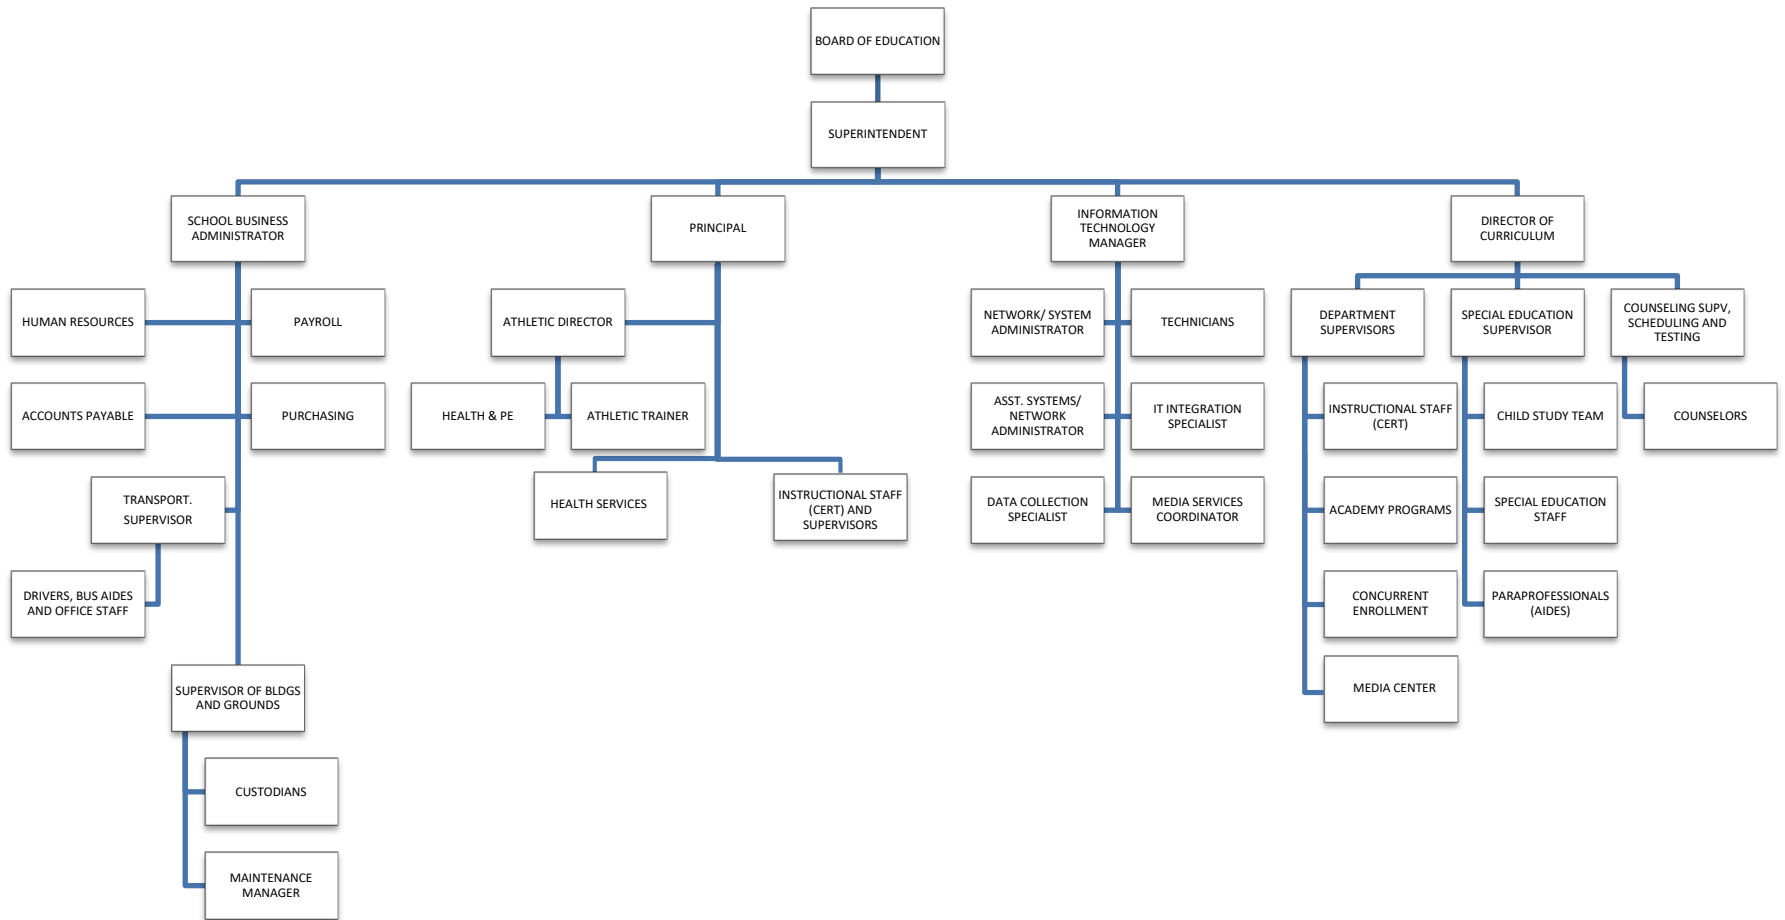 BOARD OF EDUCATION
SUPERINTENDENT
SCHOOL BUSINESS
ADMINISTRATOR
PRINCIPAL
INFORMATION
TECHNOLOGY
MANAGER
DIRECTOR OF
CURRICULUM
HUMAN RESOURCES
PAYROLL
ATHLETIC DIRECTOR
NETWORK/ SYSTEM
ADMINISTRATOR
TECHNICIANS
DEPARTMENT
SUPERVISORS
SPECIAL EDUCATION
SUPERVISOR
COUNSELING SUPV,
SCHEDULING AND
TESTING
ACCOUNTS PAYABLE
PURCHASING
HEALTH & PE
ATHLETIC TRAINER
ASST. SYSTEMS/
NETWORK
ADMINISTRATOR
IT INTEGRATION
SPECIALIST
INSTRUCTIONAL STAFF
(CERT)
CHILD STUDY TEAM
COUNSELORS
TRANSPORT.
SUPERVISOR
HEALTH SERVICES
INSTRUCTIONAL STAFF
(CERT) AND
SUPERVISORS
DATA COLLECTION
SPECIALIST
MEDIA SERVICES
COORDINATOR
ACADEMY PROGRAMS
SPECIAL EDUCATION
STAFF
DRIVERS, BUS AIDES
AND OFFICE STAFF
CONCURRENT
ENROLLMENT
PARAPROFESSIONALS
(AIDES)
SUPERVISOR OF BLDGS
AND GROUNDS
MEDIA CENTER
CUSTODIANS
MAINTENANCE
MANAGER